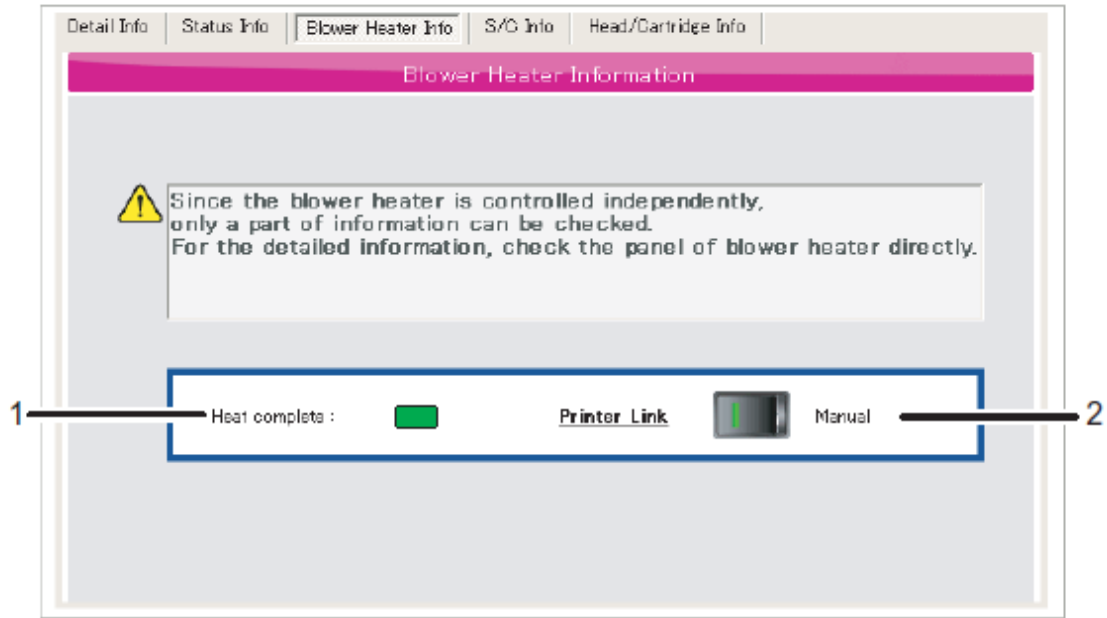 Detail Info Status Info Blower Heater Info S/C Info Head/Cartridge Info
Blower Heater Information
Since the blower heater is controlled independently,
only a part of information can be checked.
For the detailed information, check the panel of blower heater directly.
1 Heat complete : Printer Link Manual 2